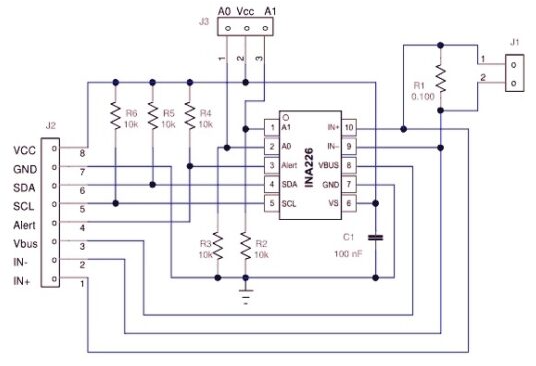 A0 Vcc A1
J3
1 2 3
J1
1
2
R1
0.100
R6
10k
R5
10k
R4
10k
J2
VCC 8
GND 7
SDA 6
SCL 5
Alert 4
Vbus 3
IN- 2
IN+ 1
INA226
1 A1 IN+ 10
2 A0 IN- 9
3 Alert VBUS 8
4 SDA GND 7
5 SCL VS 6
R3
10k
R2
10k
C1
100 nF